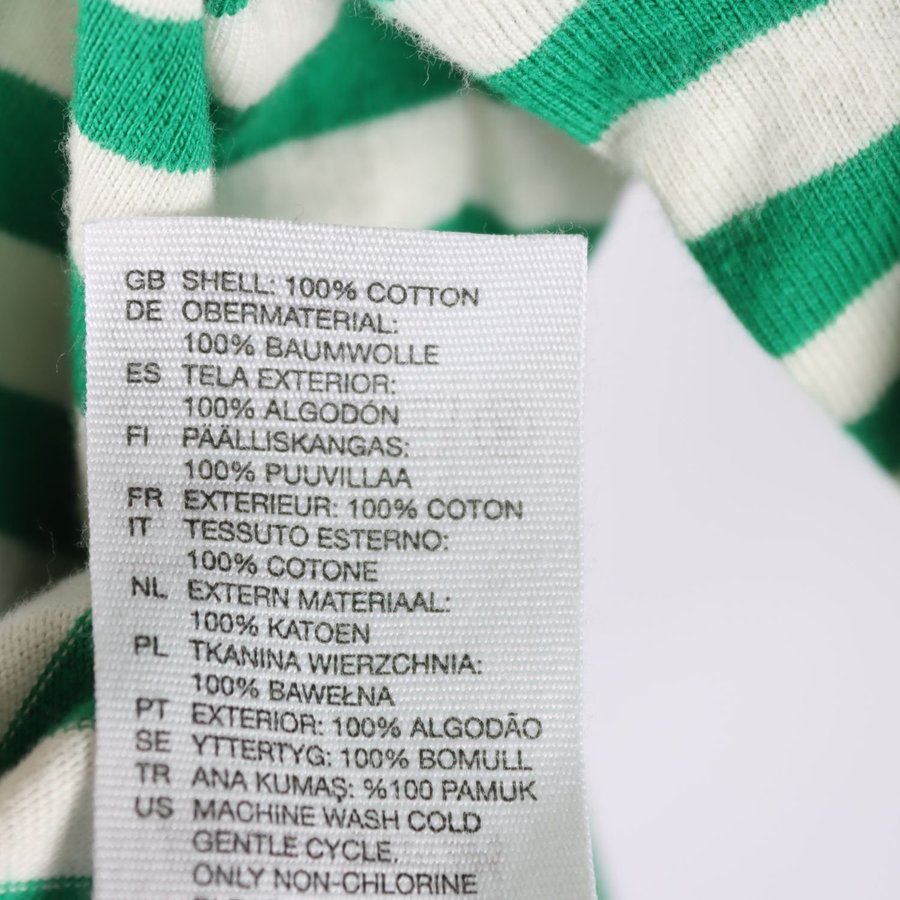 GB SHELL: 100% COTTON
DE OBERMATERIAL:
100% BAUMWOLLE
ES TELA EXTERIOR:
100% ALGODÓN
FI PÄÄLLISKANGAS:
100% PUUVILLAA
FR EXTERIEUR: 100% COTON
IT TESSUTO ESTERNO:
100% COTONE
NL EXTERN MATERIAAL:
100% KATOEN
PL TKANINA WIERZCHNIA:
100% BAWEŁNA
PT EXTERIOR: 100% ALGODÃO
SE YTTERTYG: 100% BOMULL
TR ANA KUMAŞ: %100 PAMUK
US MACHINE WASH COLD
GENTLE CYCLE.
ONLY NON-CHLORINE